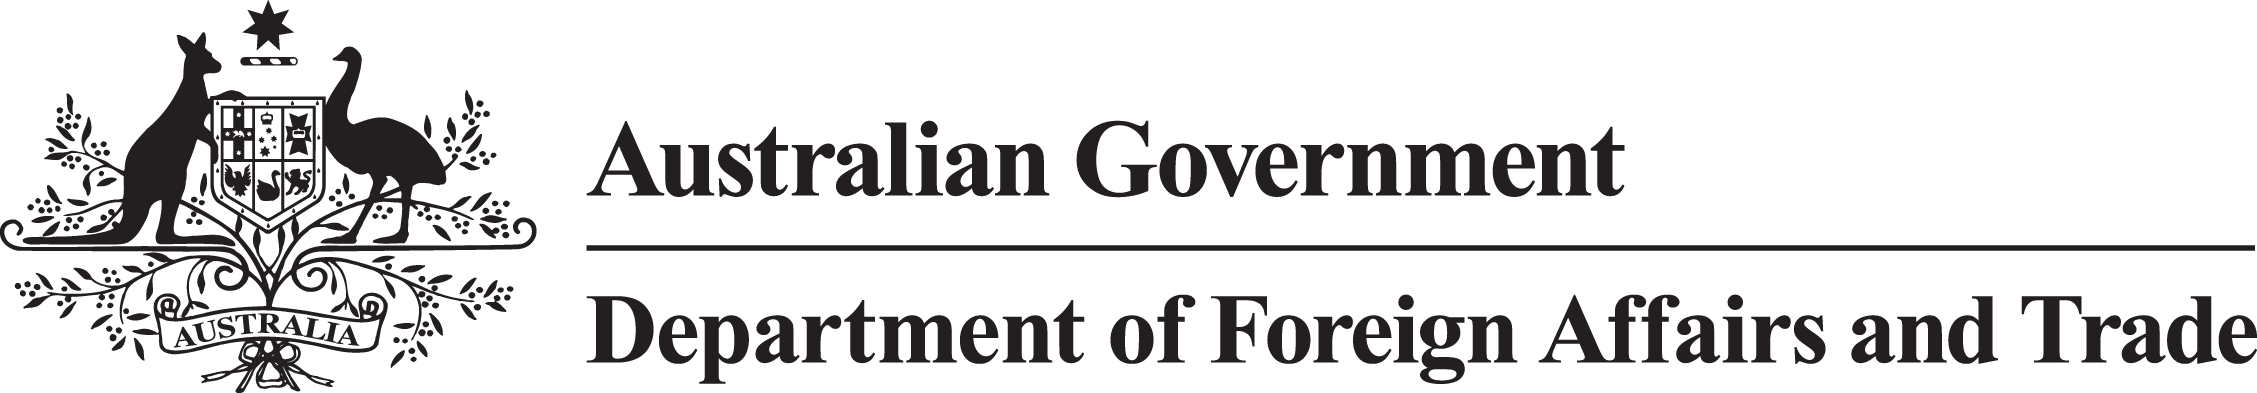 Australian Government
Department of Foreign Affairs and Trade
AUSTRALIA